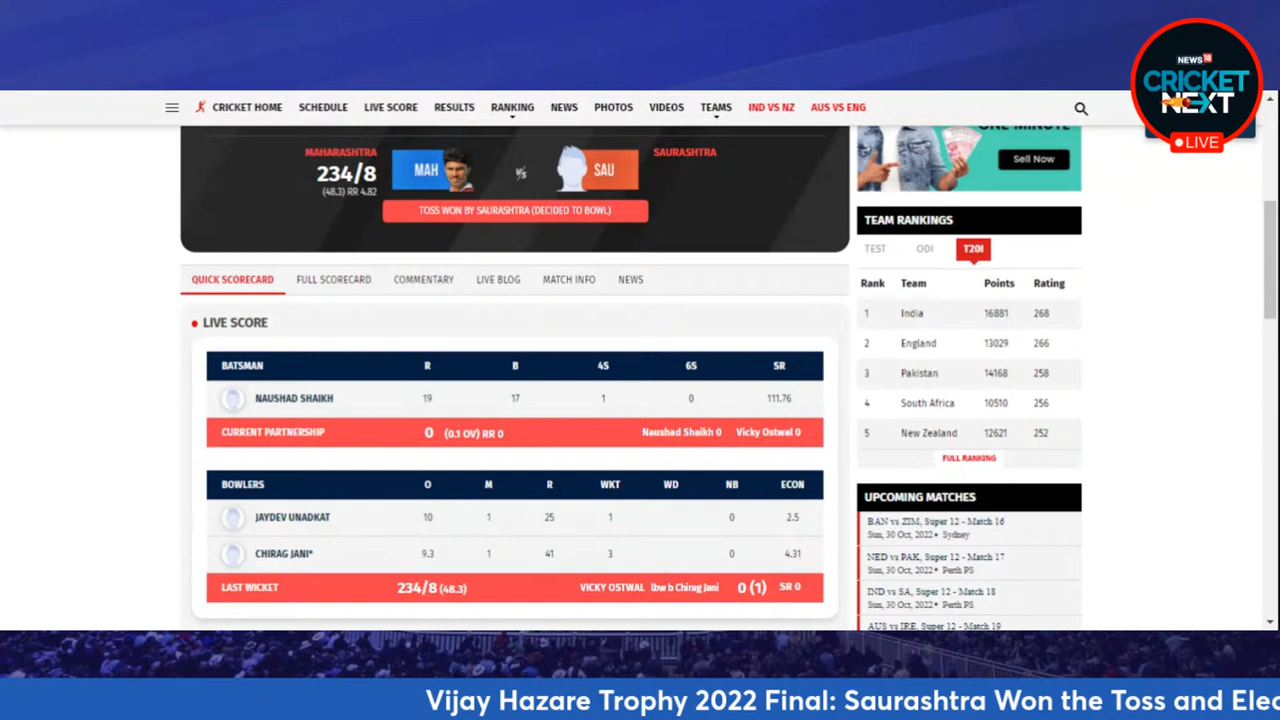 NEWS18
CRICKET
NEXT
LIVE
CRICKET HOME SCHEDULE LIVE SCORE RESULTS RANKING NEWS PHOTOS VIDEOS TEAMS IND VS NZ AUS VS ENG
MAHARASHTRA
234/8
(48.3) RR 4.82
MAH
V/S
SAU
SAURASHTRA
TOSS WON BY SAURASHTRA (DECIDED TO BOWL)
ONE MINUTE
Sell Now
QUICK SCORECARD FULL SCORECARD COMMENTARY LIVE BLOG MATCH INFO NEWS
LIVE SCORE
BATSMAN R B 4S 6S SR
NAUSHAD SHAIKH 19 17 1 0 111.76
CURRENT PARTNERSHIP 0 (0.1 OV) RR 0 Naushad Shaikh 0 Vicky Ostwal 0
BOWLERS O M R WKT WD NB ECON
JAYDEV UNADKAT 10 1 25 1 0 2.5
CHIRAG JANI* 9.3 1 41 3 0 4.31
LAST WICKET 234/8 (48.3) VICKY OSTWAL lbw b Chirag Jani 0 (1) SR 0
TEAM RANKINGS
TEST ODI T20I
Rank Team Points Rating
1 India 16881 268
2 England 13029 266
3 Pakistan 14168 258
4 South Africa 10510 256
5 New Zealand 12621 252
FULL RANKING
UPCOMING MATCHES
BAN vs ZIM, Super 12 - Match 16
Sun, 30 Oct, 2022• Sydney
NED vs PAK, Super 12 - Match 17
Sun, 30 Oct, 2022• Perth PS
IND vs SA, Super 12 - Match 18
Sun, 30 Oct, 2022• Perth PS
AUS vs IRE, Super 12 - Match 19
Vijay Hazare Trophy 2022 Final: Saurashtra Won the Toss and Elec